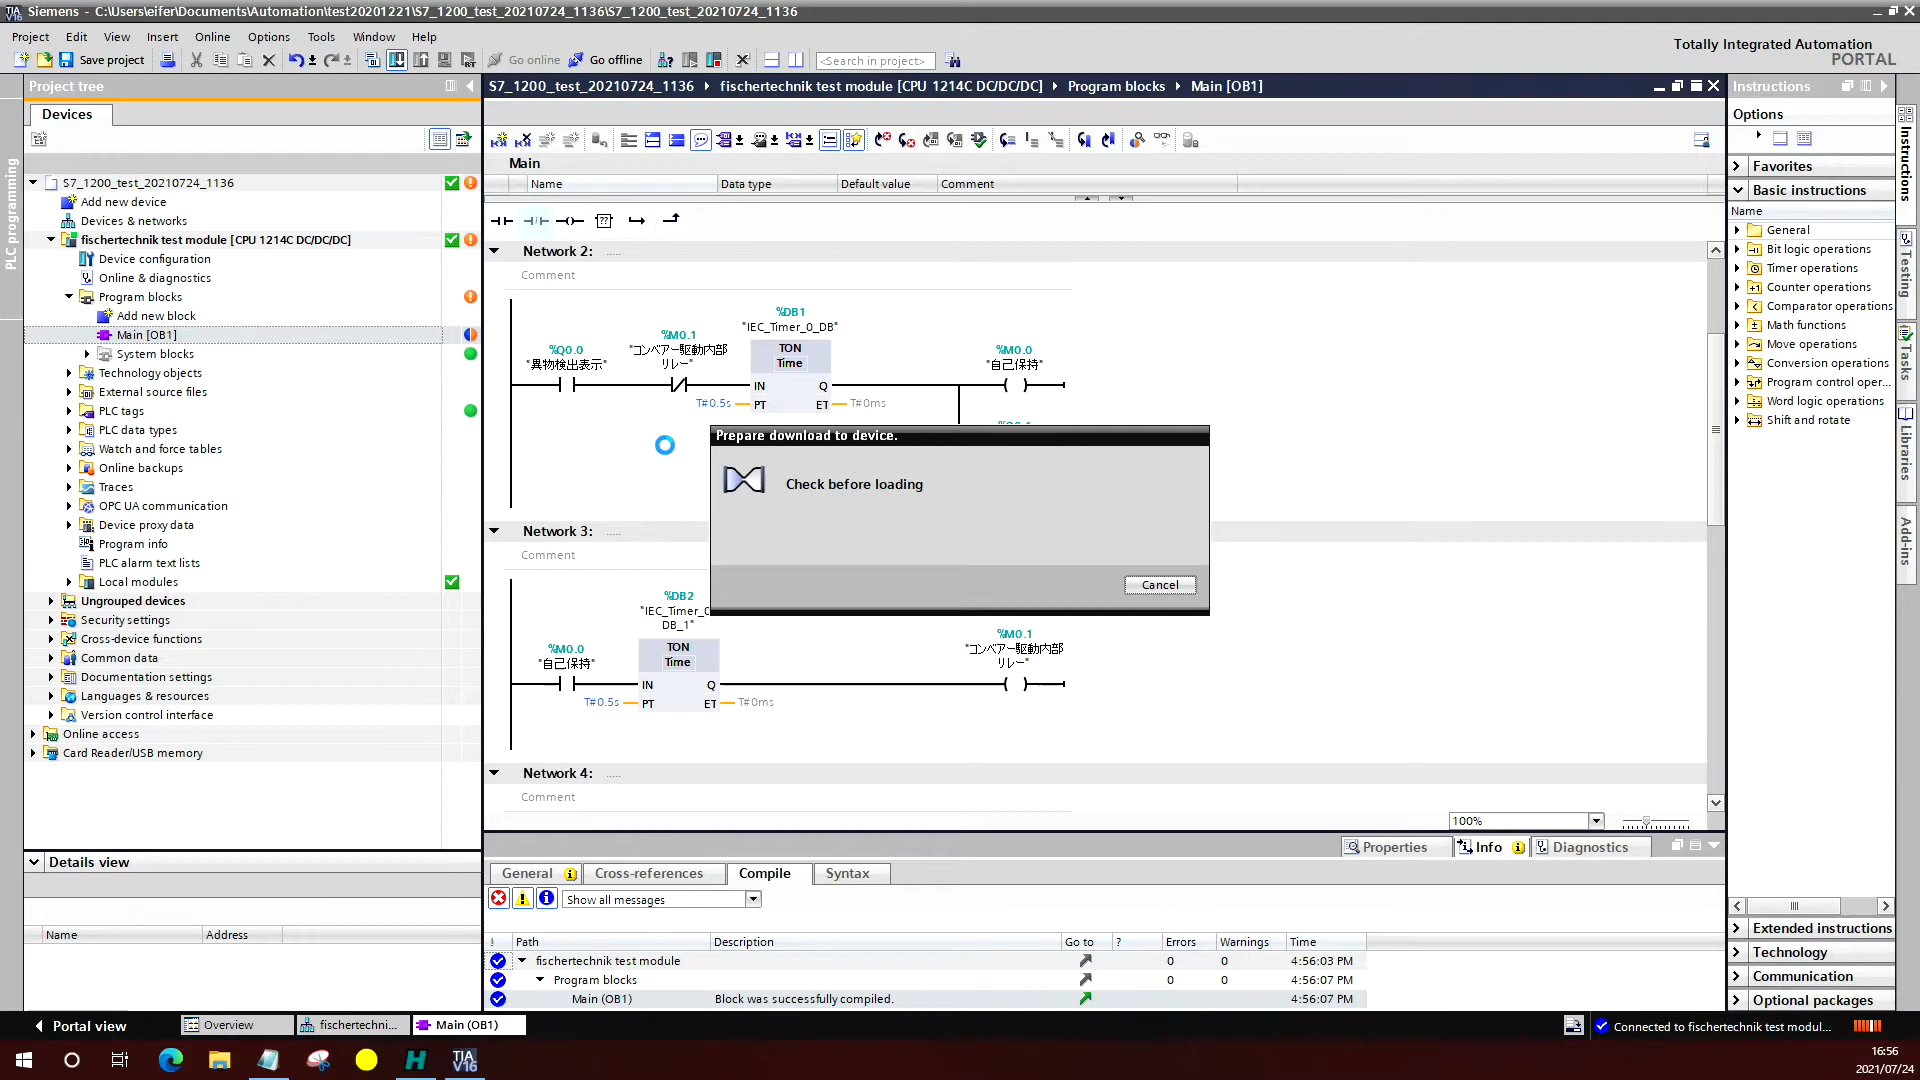 Siemens - C:\Users\eifer\Documents\Automation\test20201221\S7_1200_test_20210724_1136\S7_1200_test_20210724_1136
Project Edit View Insert Online Options Tools Window Help
Totally Integrated Automation
PORTAL
Save project
Go online
Go offline
<Search in project>
Project tree
S7_1200_test_20210724_1136 › fischertechnik test module [CPU 1214C DC/DC/DC] › Program blocks › Main [OB1]
Instructions
Devices
Options
PLC programming
Main
Name Data type Default value Comment
S7_1200_test_20210724_1136
Add new device
Devices & networks
fischertechnik test module [CPU 1214C DC/DC/DC]
Device configuration
Online & diagnostics
Program blocks
Add new block
Main [OB1]
System blocks
Technology objects
External source files
PLC tags
PLC data types
Watch and force tables
Online backups
Traces
OPC UA communication
Device proxy data
Program info
PLC alarm text lists
Local modules
Ungrouped devices
Security settings
Cross-device functions
Common data
Documentation settings
Languages & resources
Version control interface
Online access
Card Reader/USB memory
Network 2: .....
Comment
%DB1
"IEC_Timer_0_DB"
%Q0.0
"異物検出表示"
%M0.1
"コンベアー駆動内部
リレー"
TON
Time
IN Q
T#0.5s PT ET T#0ms
%M0.0
"自己保持"
Prepare download to device.
Check before loading
Cancel
Network 3: .....
Comment
%DB2
"IEC_Timer_0
DB_1"
%M0.0
"自己保持"
TON
Time
IN Q
T#0.5s PT ET T#0ms
%M0.1
"コンベアー駆動内部
リレー"
Network 4: .....
Comment
100%
Favorites
Basic instructions
Name
General
Bit logic operations
Timer operations
Counter operations
Comparator operations
Math functions
Move operations
Conversion operations
Program control oper...
Word logic operations
Shift and rotate
Extended instructions
Technology
Communication
Optional packages
Instructions
Testing
Tasks
Libraries
Add-ins
Details view
Name Address
Properties Info Diagnostics
General Cross-references Compile Syntax
Show all messages
! Path Description Go to ? Errors Warnings Time
fischertechnik test module 0 0 4:56:03 PM
Program blocks 0 0 4:56:07 PM
Main (OB1) Block was successfully compiled. 4:56:07 PM
Portal view Overview fischertechni... Main (OB1)
Connected to fischertechnik test modul...
TIA
V16
16:56
2021/07/24